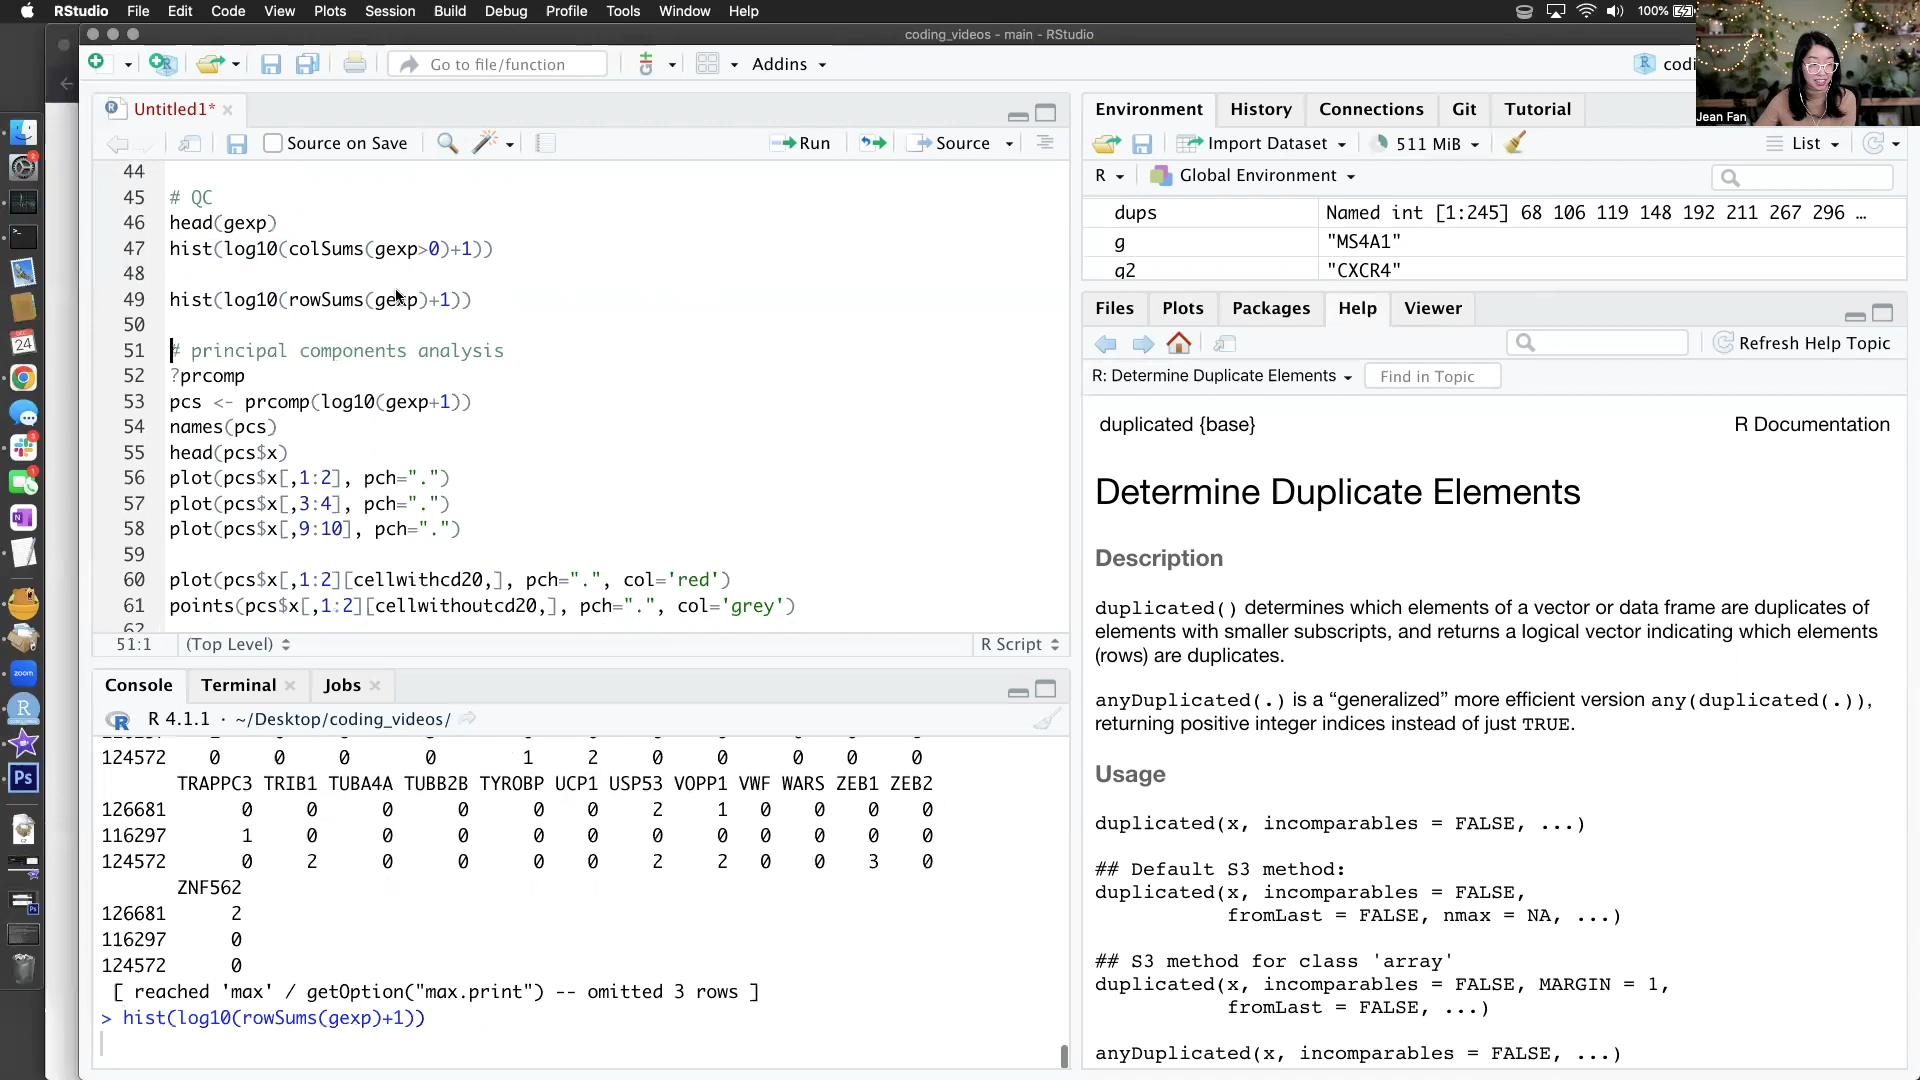 RStudio File Edit Code View Plots Session Build Debug Profile Tools Window Help 100%
coding_videos - main - RStudio
Go to file/function Addins codi
Jean Fan
Untitled1*
Source on Save Run Source
44
45 # QC
46 head(gexp)
47 hist(log10(colSums(gexp>0)+1))
48
49 hist(log10(rowSums(gexp)+1))
50
51 # principal components analysis
52 ?prcomp
53 pcs <- prcomp(log10(gexp+1))
54 names(pcs)
55 head(pcs$x)
56 plot(pcs$x[,1:2], pch=".")
57 plot(pcs$x[,3:4], pch=".")
58 plot(pcs$x[,9:10], pch=".")
59
60 plot(pcs$x[,1:2][cellwithcd20,], pch=".", col='red')
61 points(pcs$x[,1:2][cellwithoutcd20,], pch=".", col='grey')
62
51:1 (Top Level) R Script
Console Terminal Jobs
R 4.1.1 · ~/Desktop/coding_videos/
124572 0 0 0 0 1 2 0 0 0 0 0
TRAPPC3 TRIB1 TUBA4A TUBB2B TYROBP UCP1 USP53 VOPP1 VWF WARS ZEB1 ZEB2
126681 0 0 0 0 0 0 2 1 0 0 0 0
116297 1 0 0 0 0 0 0 0 0 0 0 0
124572 0 2 0 0 0 0 2 2 0 0 3 0
ZNF562
126681 2
116297 0
124572 0
[ reached 'max' / getOption("max.print") -- omitted 3 rows ]
> hist(log10(rowSums(gexp)+1))
Environment History Connections Git Tutorial
Import Dataset 511 MiB List
R Global Environment
dups Named int [1:245] 68 106 119 148 192 211 267 296 …
g "MS4A1"
g2 "CXCR4"
Files Plots Packages Help Viewer
Refresh Help Topic
R: Determine Duplicate Elements Find in Topic
duplicated {base} R Documentation
Determine Duplicate Elements
Description
duplicated() determines which elements of a vector or data frame are duplicates of
elements with smaller subscripts, and returns a logical vector indicating which elements
(rows) are duplicates.
anyDuplicated(.) is a “generalized” more efficient version any(duplicated(.)),
returning positive integer indices instead of just TRUE.
Usage
duplicated(x, incomparables = FALSE, ...)
## Default S3 method:
duplicated(x, incomparables = FALSE,
fromLast = FALSE, nmax = NA, ...)
## S3 method for class 'array'
duplicated(x, incomparables = FALSE, MARGIN = 1,
fromLast = FALSE, ...)
anyDuplicated(x, incomparables = FALSE, ...)
DEC
24
zoom
Ps